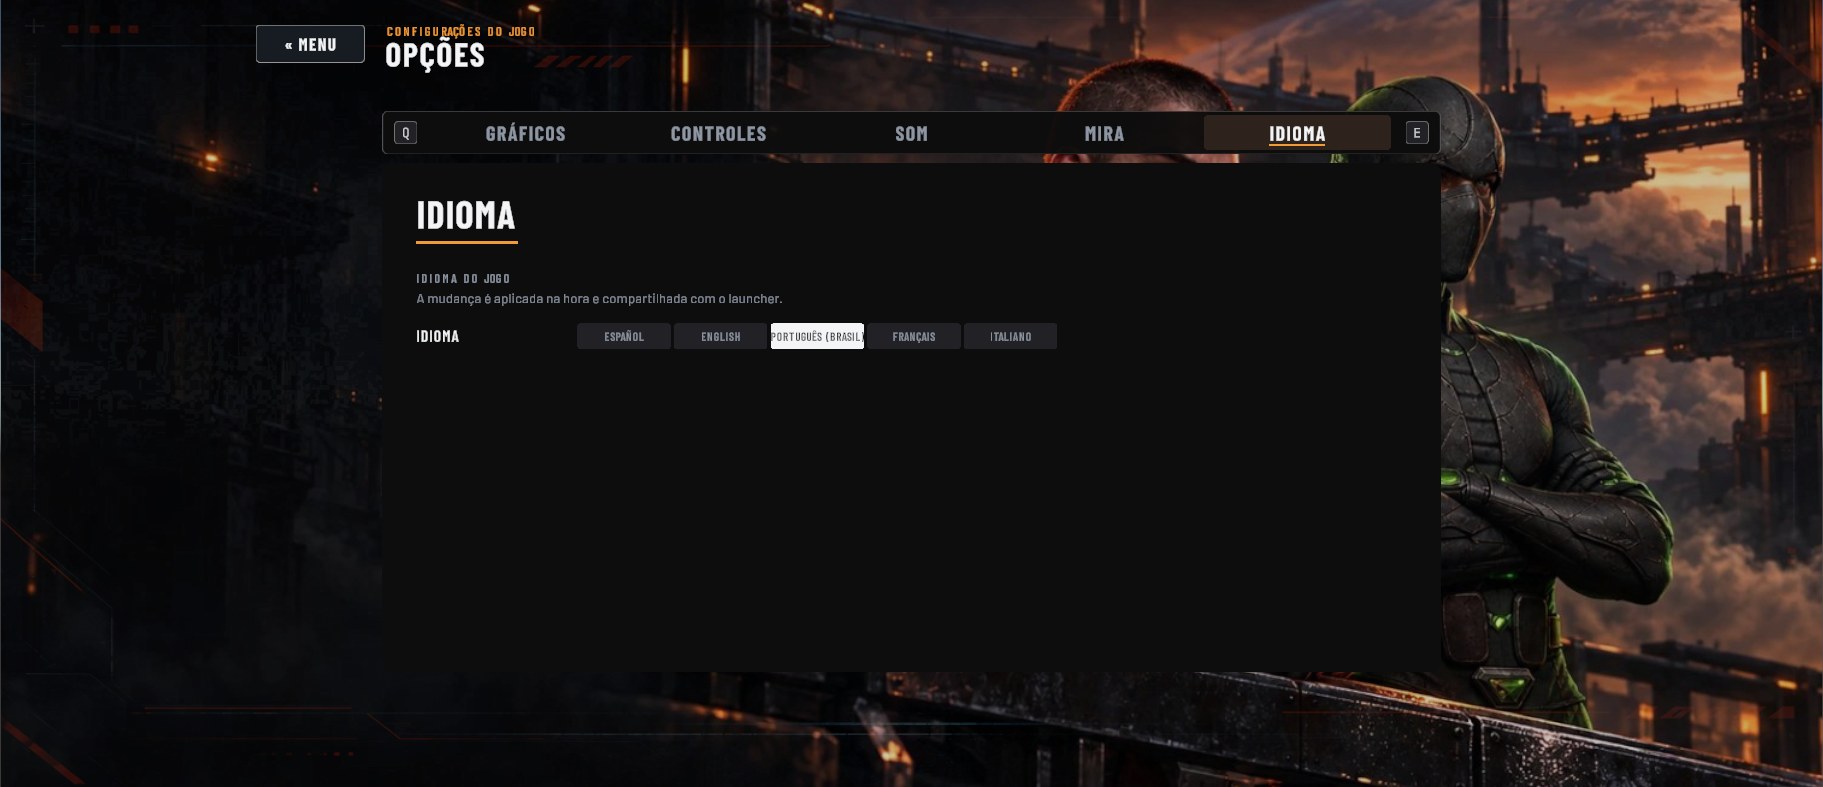 « MENU
CONFIGURAÇÕES DO JOGO
OPÇÕES
Q GRÁFICOS CONTROLES SOM MIRA IDIOMA E
IDIOMA
IDIOMA DO JOGO
A mudança é aplicada na hora e compartilhada com o launcher.
IDIOMA ESPAÑOL ENGLISH PORTUGUÊS (BRASIL) FRANÇAIS ITALIANO